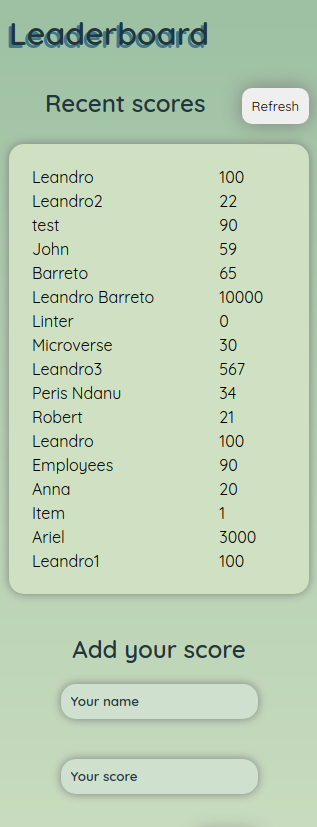 Leaderboard
Recent scores Refresh
Leandro 100
Leandro2 22
test 90
John 59
Barreto 65
Leandro Barreto 10000
Linter 0
Microverse 30
Leandro3 567
Peris Ndanu 34
Robert 21
Leandro 100
Employees 90
Anna 20
Item 1
Ariel 3000
Leandro1 100
Add your score
Your name
Your score